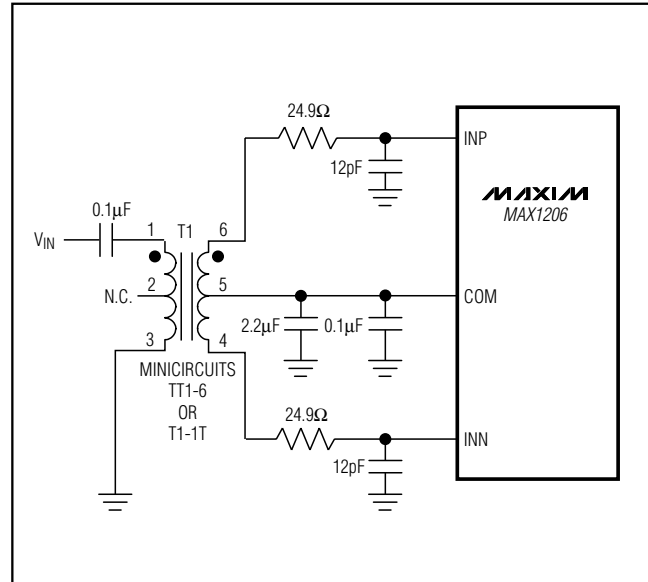 24.9Ω
INP
12pF
MAXIM
MAX1206
0.1μF
1
T1
6
VIN
2
5
N.C.
COM
2.2μF
0.1μF
3
4
MINICIRCUITS
TT1-6
OR
T1-1T
24.9Ω
INN
12pF